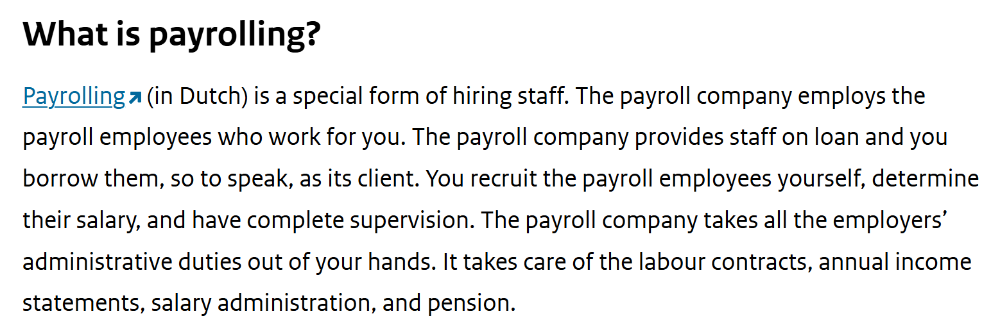 What is payrolling?
Payrolling (in Dutch) is a special form of hiring staff. The payroll company employs the
payroll employees who work for you. The payroll company provides staff on loan and you
borrow them, so to speak, as its client. You recruit the payroll employees yourself, determine
their salary, and have complete supervision. The payroll company takes all the employers’
administrative duties out of your hands. It takes care of the labour contracts, annual income
statements, salary administration, and pension.